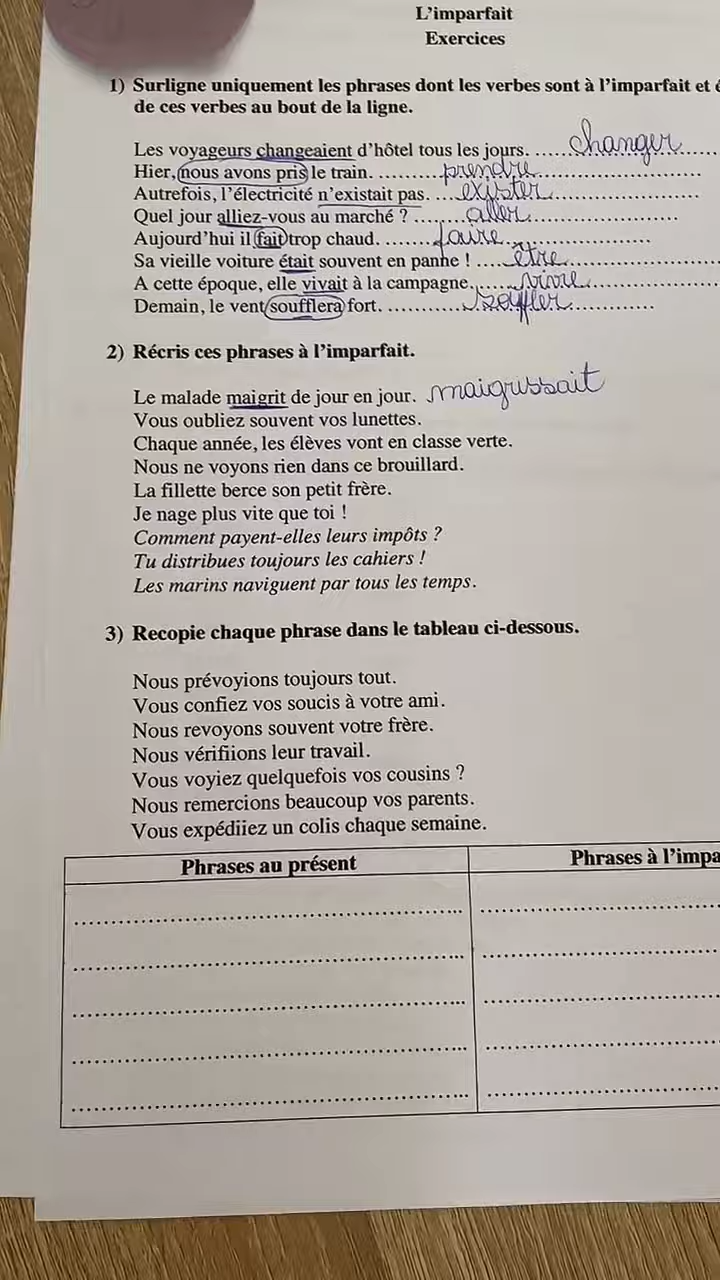 L'imparfait
Exercices
1) Surligne uniquement les phrases dont les verbes sont à l'imparfait et é
de ces verbes au bout de la ligne.
Les voyageurs changeaient d'hôtel tous les jours. ..... changer .....
Hier, nous avons pris le train. .......... prendre ..........
Autrefois, l'électricité n'existait pas. .... exister ..........
Quel jour alliez-vous au marché ? ....... aller ..........
Aujourd'hui il fait trop chaud. ........ faire ..........
Sa vieille voiture était souvent en panne ! .... être ..........
A cette époque, elle vivait à la campagne....... vivre ..........
Demain, le vent soufflera fort. ............. souffler ..........
2) Récris ces phrases à l'imparfait.
Le malade maigrit de jour en jour. maigrissait
Vous oubliez souvent vos lunettes.
Chaque année, les élèves vont en classe verte.
Nous ne voyons rien dans ce brouillard.
La fillette berce son petit frère.
Je nage plus vite que toi !
Comment payent-elles leurs impôts ?
Tu distribues toujours les cahiers !
Les marins naviguent par tous les temps.
3) Recopie chaque phrase dans le tableau ci-dessous.
Nous prévoyions toujours tout.
Vous confiez vos soucis à votre ami.
Nous revoyons souvent votre frère.
Nous vérifiions leur travail.
Vous voyiez quelquefois vos cousins ?
Nous remercions beaucoup vos parents.
Vous expédiiez un colis chaque semaine.
Phrases au présent Phrases à l'impa